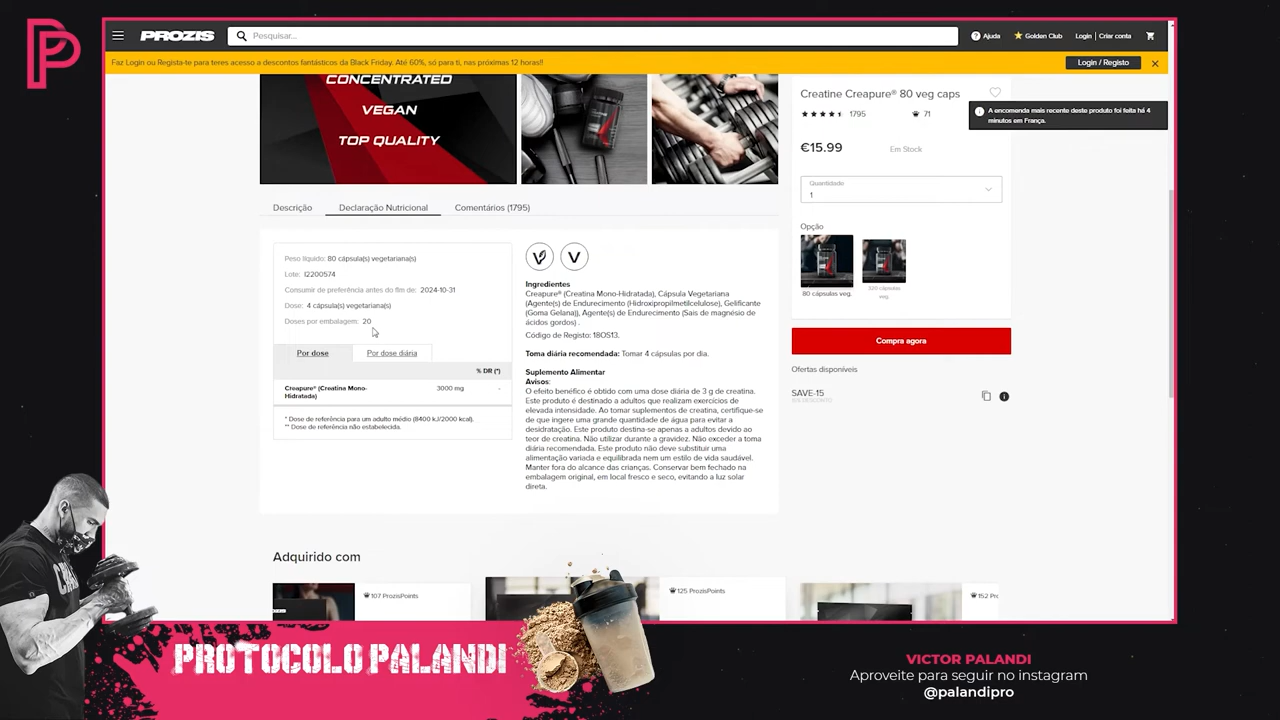 PROZIS
Pesquisar...
Ajuda
Golden Club
Login | Criar conta
Faz Login ou Regista-te para teres acesso a descontos fantásticos da Black Friday. Até 60%, só para ti, nas próximas 12 horas!!
Login / Registo
CONCENTRATED
VEGAN
TOP QUALITY
Creatine Creapure® 80 veg caps
A encomenda mais recente deste produto foi feita há 4
minutos em França.
1795
71
€15.99
Em Stock
Quantidade
1
Opção
80 cápsulas veg.
120 cápsulas
veg.
Compra agora
Ofertas disponíveis
SAVE-15
Descrição
Declaração Nutricional
Comentários (1795)
Peso líquido: 80 cápsula(s) vegetariana(s)
Lote: I2200574
Consumir de preferência antes do fim de: 2024-10-31
Dose: 4 cápsula(s) vegetariana(s)
Doses por embalagem: 20
Por dose
Por dose diária
% DR (*)
Creapure® (Creatina Mono-
Hidratada)
3000 mg
-
* Dose de referência para um adulto médio (8400 kJ/2000 kcal).
** Dose de referência não estabelecida.
Ingredientes
Creapure® (Creatina Mono-Hidratada), Cápsula Vegetariana
(Agente(s) de Endurecimento (Hidroxipropilmetilcelulose), Gelificante
(Goma Gelana)), Agente(s) de Endurecimento (Sais de magnésio de
ácidos gordos) .
Código de Registo: 18OS13.
Toma diária recomendada: Tomar 4 cápsulas por dia.
Suplemento Alimentar
Avisos:
O efeito benéfico é obtido com uma dose diária de 3 g de creatina.
Este produto é destinado a adultos que realizam exercícios de
elevada intensidade. Ao tomar suplementos de creatina, certifique-se
de que ingere uma grande quantidade de água para evitar a
desidratação. Este produto destina-se apenas a adultos devido ao
teor de creatina. Não utilizar durante a gravidez. Não exceder a toma
diária recomendada. Este produto não deve substituir uma
alimentação variada e equilibrada nem um estilo de vida saudável.
Manter fora do alcance das crianças. Conservar bem fechado na
embalagem original, em local fresco e seco, evitando a luz solar
direta.
Adquirido com
107 ProzisPoints
125 ProzisPoints
152 Prc
PROTOCOLO PALANDI
VICTOR PALANDI
Aproveite para seguir no instagram
@palandipro